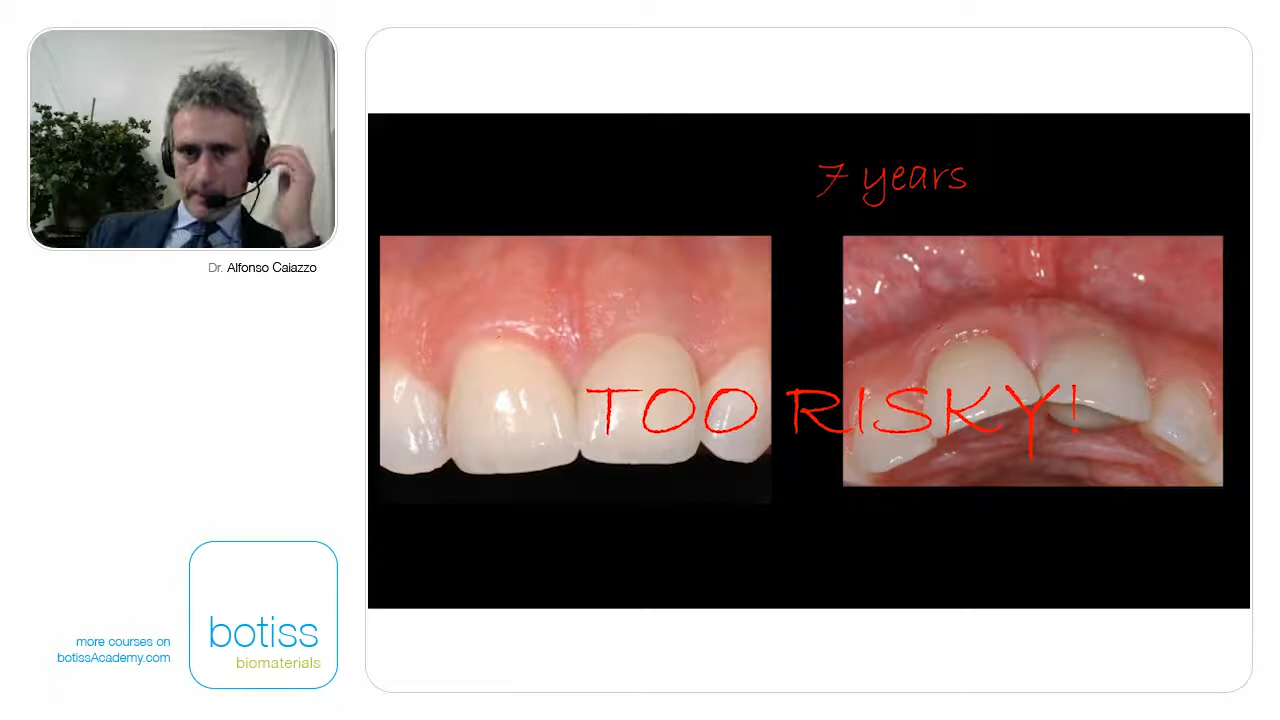 Dr. Alfonso Caiazzo
7 years
TOO RISKY!
more courses on
botissAcademy.com
botiss
biomaterials